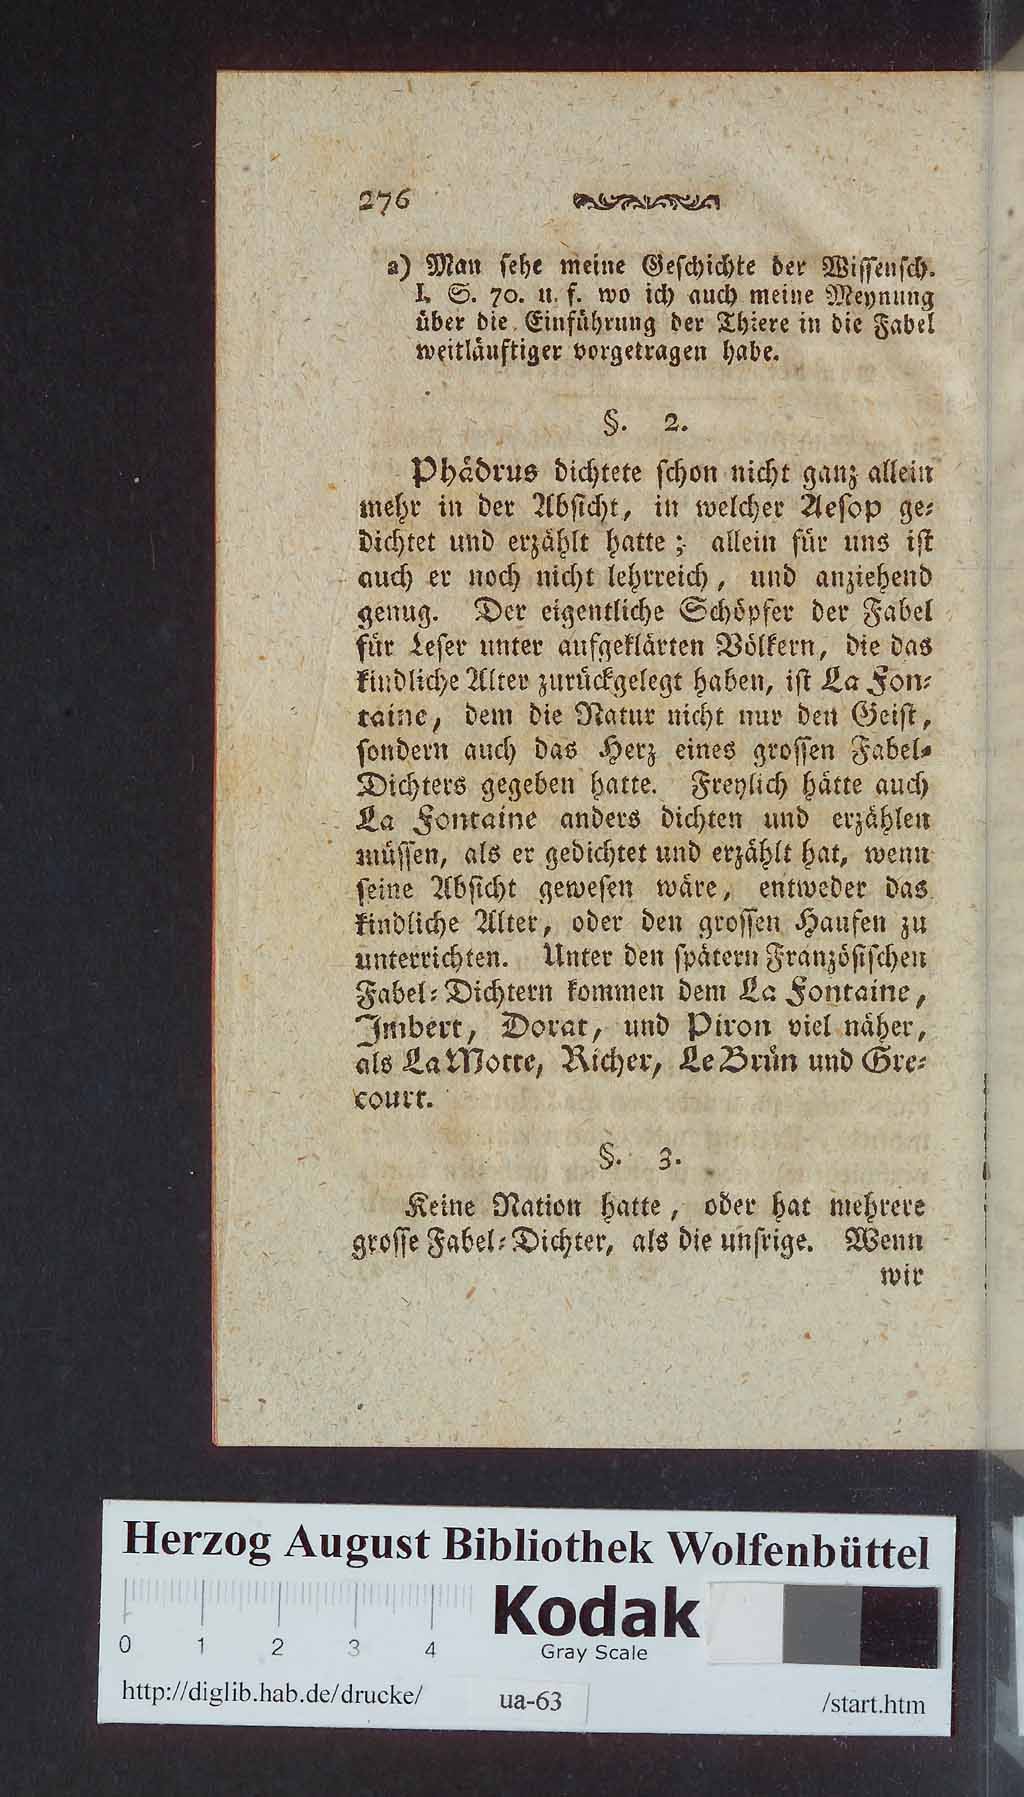 276
a) Man sehe meine Geschichte der Wissensch.
I. S. 70. u. f. wo ich auch meine Meynung
über die Einführung der Thiere in die Fabel
weitläuftiger vorgetragen habe.
§. 2.
Phädrus dichtete schon nicht ganz allein
mehr in der Absicht, in welcher Aesop ge-
dichtet und erzählt hatte; allein für uns ist
auch er noch nicht lehrreich, und anziehend
genug. Der eigentliche Schöpfer der Fabel
für Leser unter aufgeklärten Völkern, die das
kindliche Alter zurückgelegt haben, ist La Fon-
taine, dem die Natur nicht nur den Geist,
sondern auch das Herz eines grossen Fabel-
Dichters gegeben hatte. Freylich hätte auch
La Fontaine anders dichten und erzählen
müssen, als er gedichtet und erzählt hat, wenn
seine Absicht gewesen wäre, entweder das
kindliche Alter, oder den grossen Haufen zu
unterrichten. Unter den spätern Französischen
Fabel-Dichtern kommen dem La Fontaine,
Imbert, Dorat, und Piron viel näher,
als La Motte, Richer, Le Brün und Gre-
court.
§. 3.
Keine Nation hatte, oder hat mehrere
grosse Fabel-Dichter, als die unsrige. Wenn
wir
Herzog August Bibliothek Wolfenbüttel
Kodak
0 1 2 3 4
Gray Scale
http://diglib.hab.de/drucke/ ua-63 /start.htm